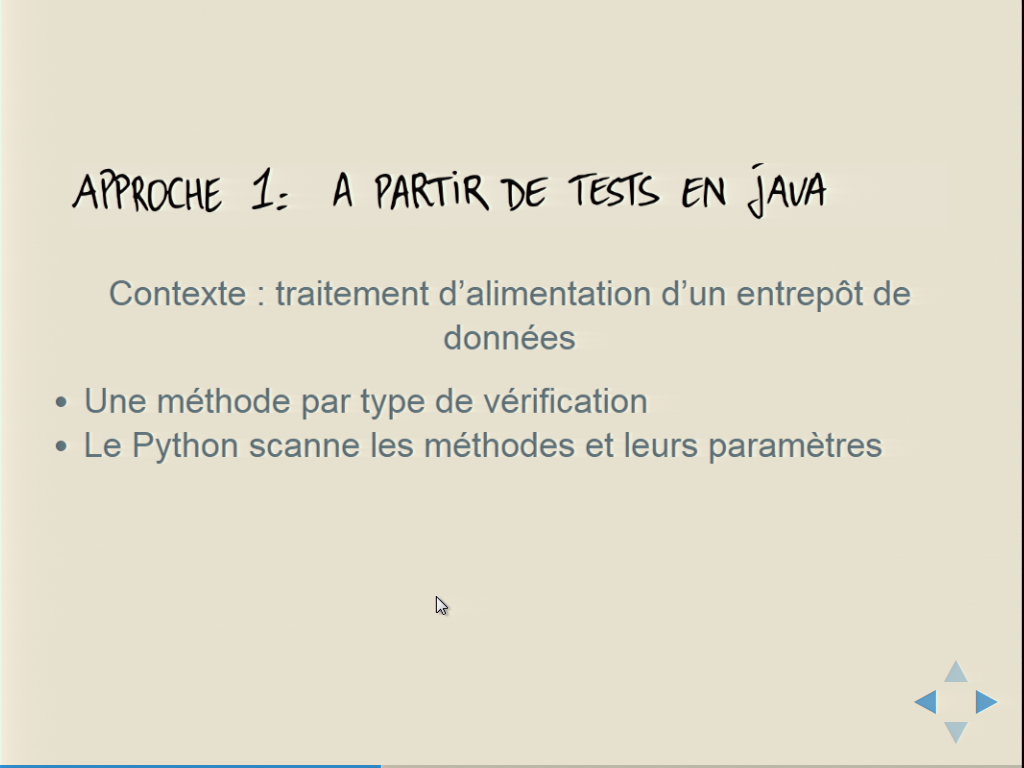 APPROCHE 1: A PARTIR DE TESTS EN JAVA
Contexte : traitement d’alimentation d’un entrepôt de
données
• Une méthode par type de vérification
• Le Python scanne les méthodes et leurs paramètres